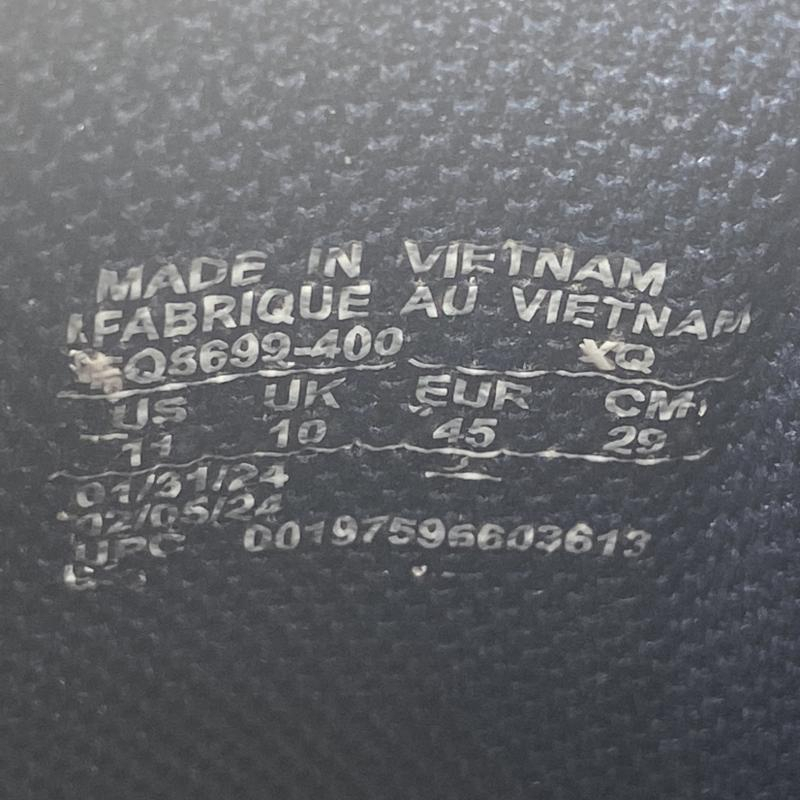 MADE IN VIETNAM
FABRIQUE AU VIETNAM
FQ8699-400 XQ
US UK EUR CM
11 10 45 29
01/31/24
02/05/24
UPC 00197596603613